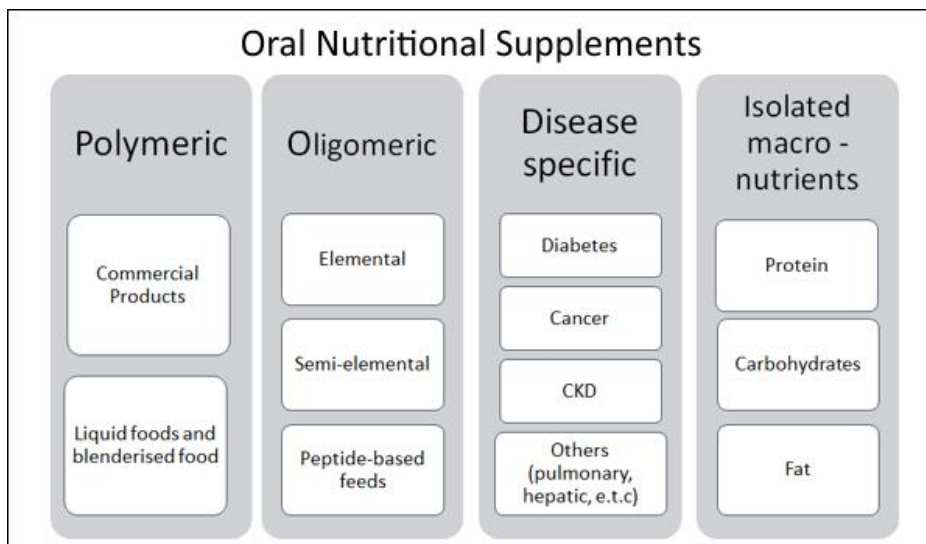 Oral Nutritional Supplements
Polymeric
Commercial
Products
Liquid foods and
blenderised food
Oligomeric
Elemental
Semi-elemental
Peptide-based
feeds
Disease
specific
Diabetes
Cancer
CKD
Others
(pulmonary,
hepatic, e.t.c)
Isolated
macro -
nutrients
Protein
Carbohydrates
Fat